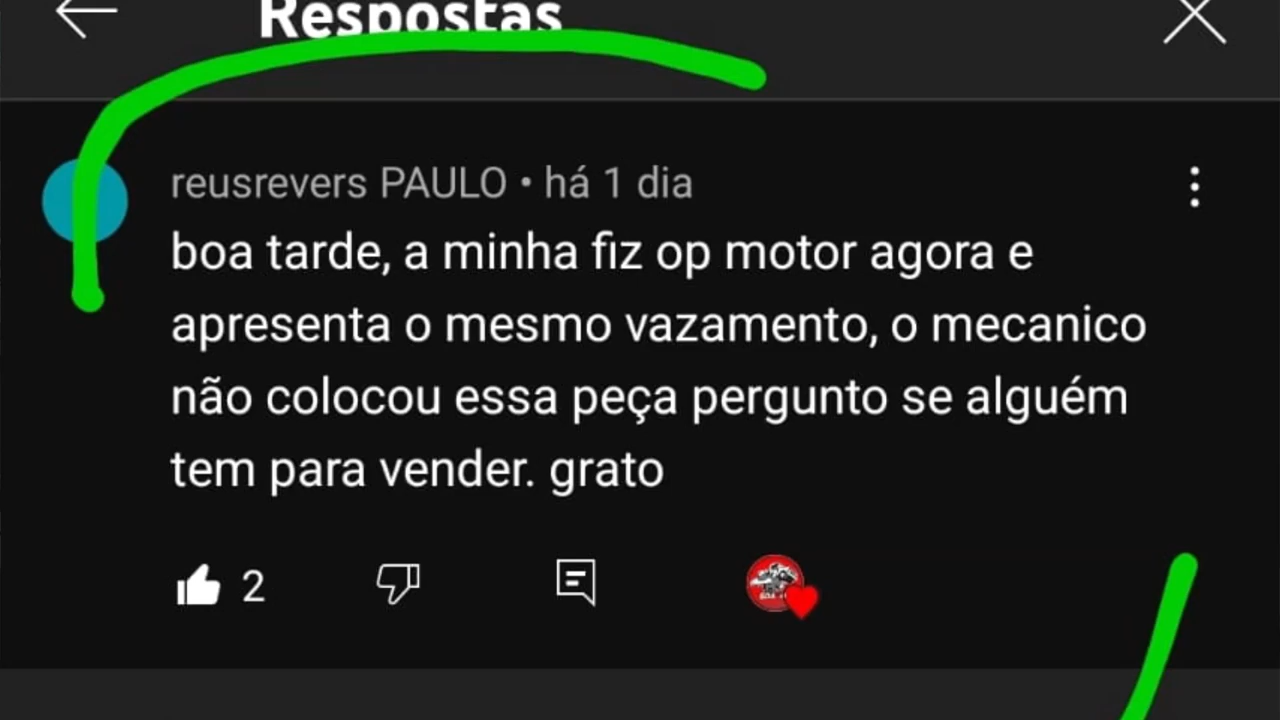 Respostas
reusrevers PAULO • há 1 dia
boa tarde, a minha fiz op motor agora e
apresenta o mesmo vazamento, o mecanico
não colocou essa peça pergunto se alguém
tem para vender. grato
2